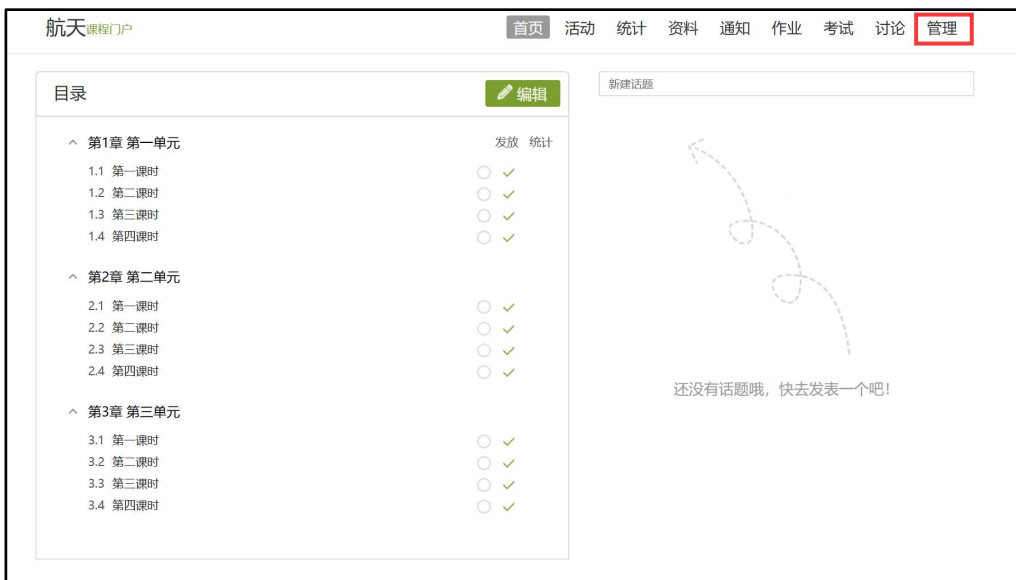 航天课程门户 首页 活动 统计 资料 通知 作业 考试 讨论 管理
目录 编辑
第1章 第一单元 发放 统计
1.1 第一课时
1.2 第二课时
1.3 第三课时
1.4 第四课时
第2章 第二单元
2.1 第一课时
2.2 第二课时
2.3 第三课时
2.4 第四课时
第3章 第三单元
3.1 第一课时
3.2 第二课时
3.3 第三课时
3.4 第四课时
新建话题
还没有话题哦，快去发表一个吧！